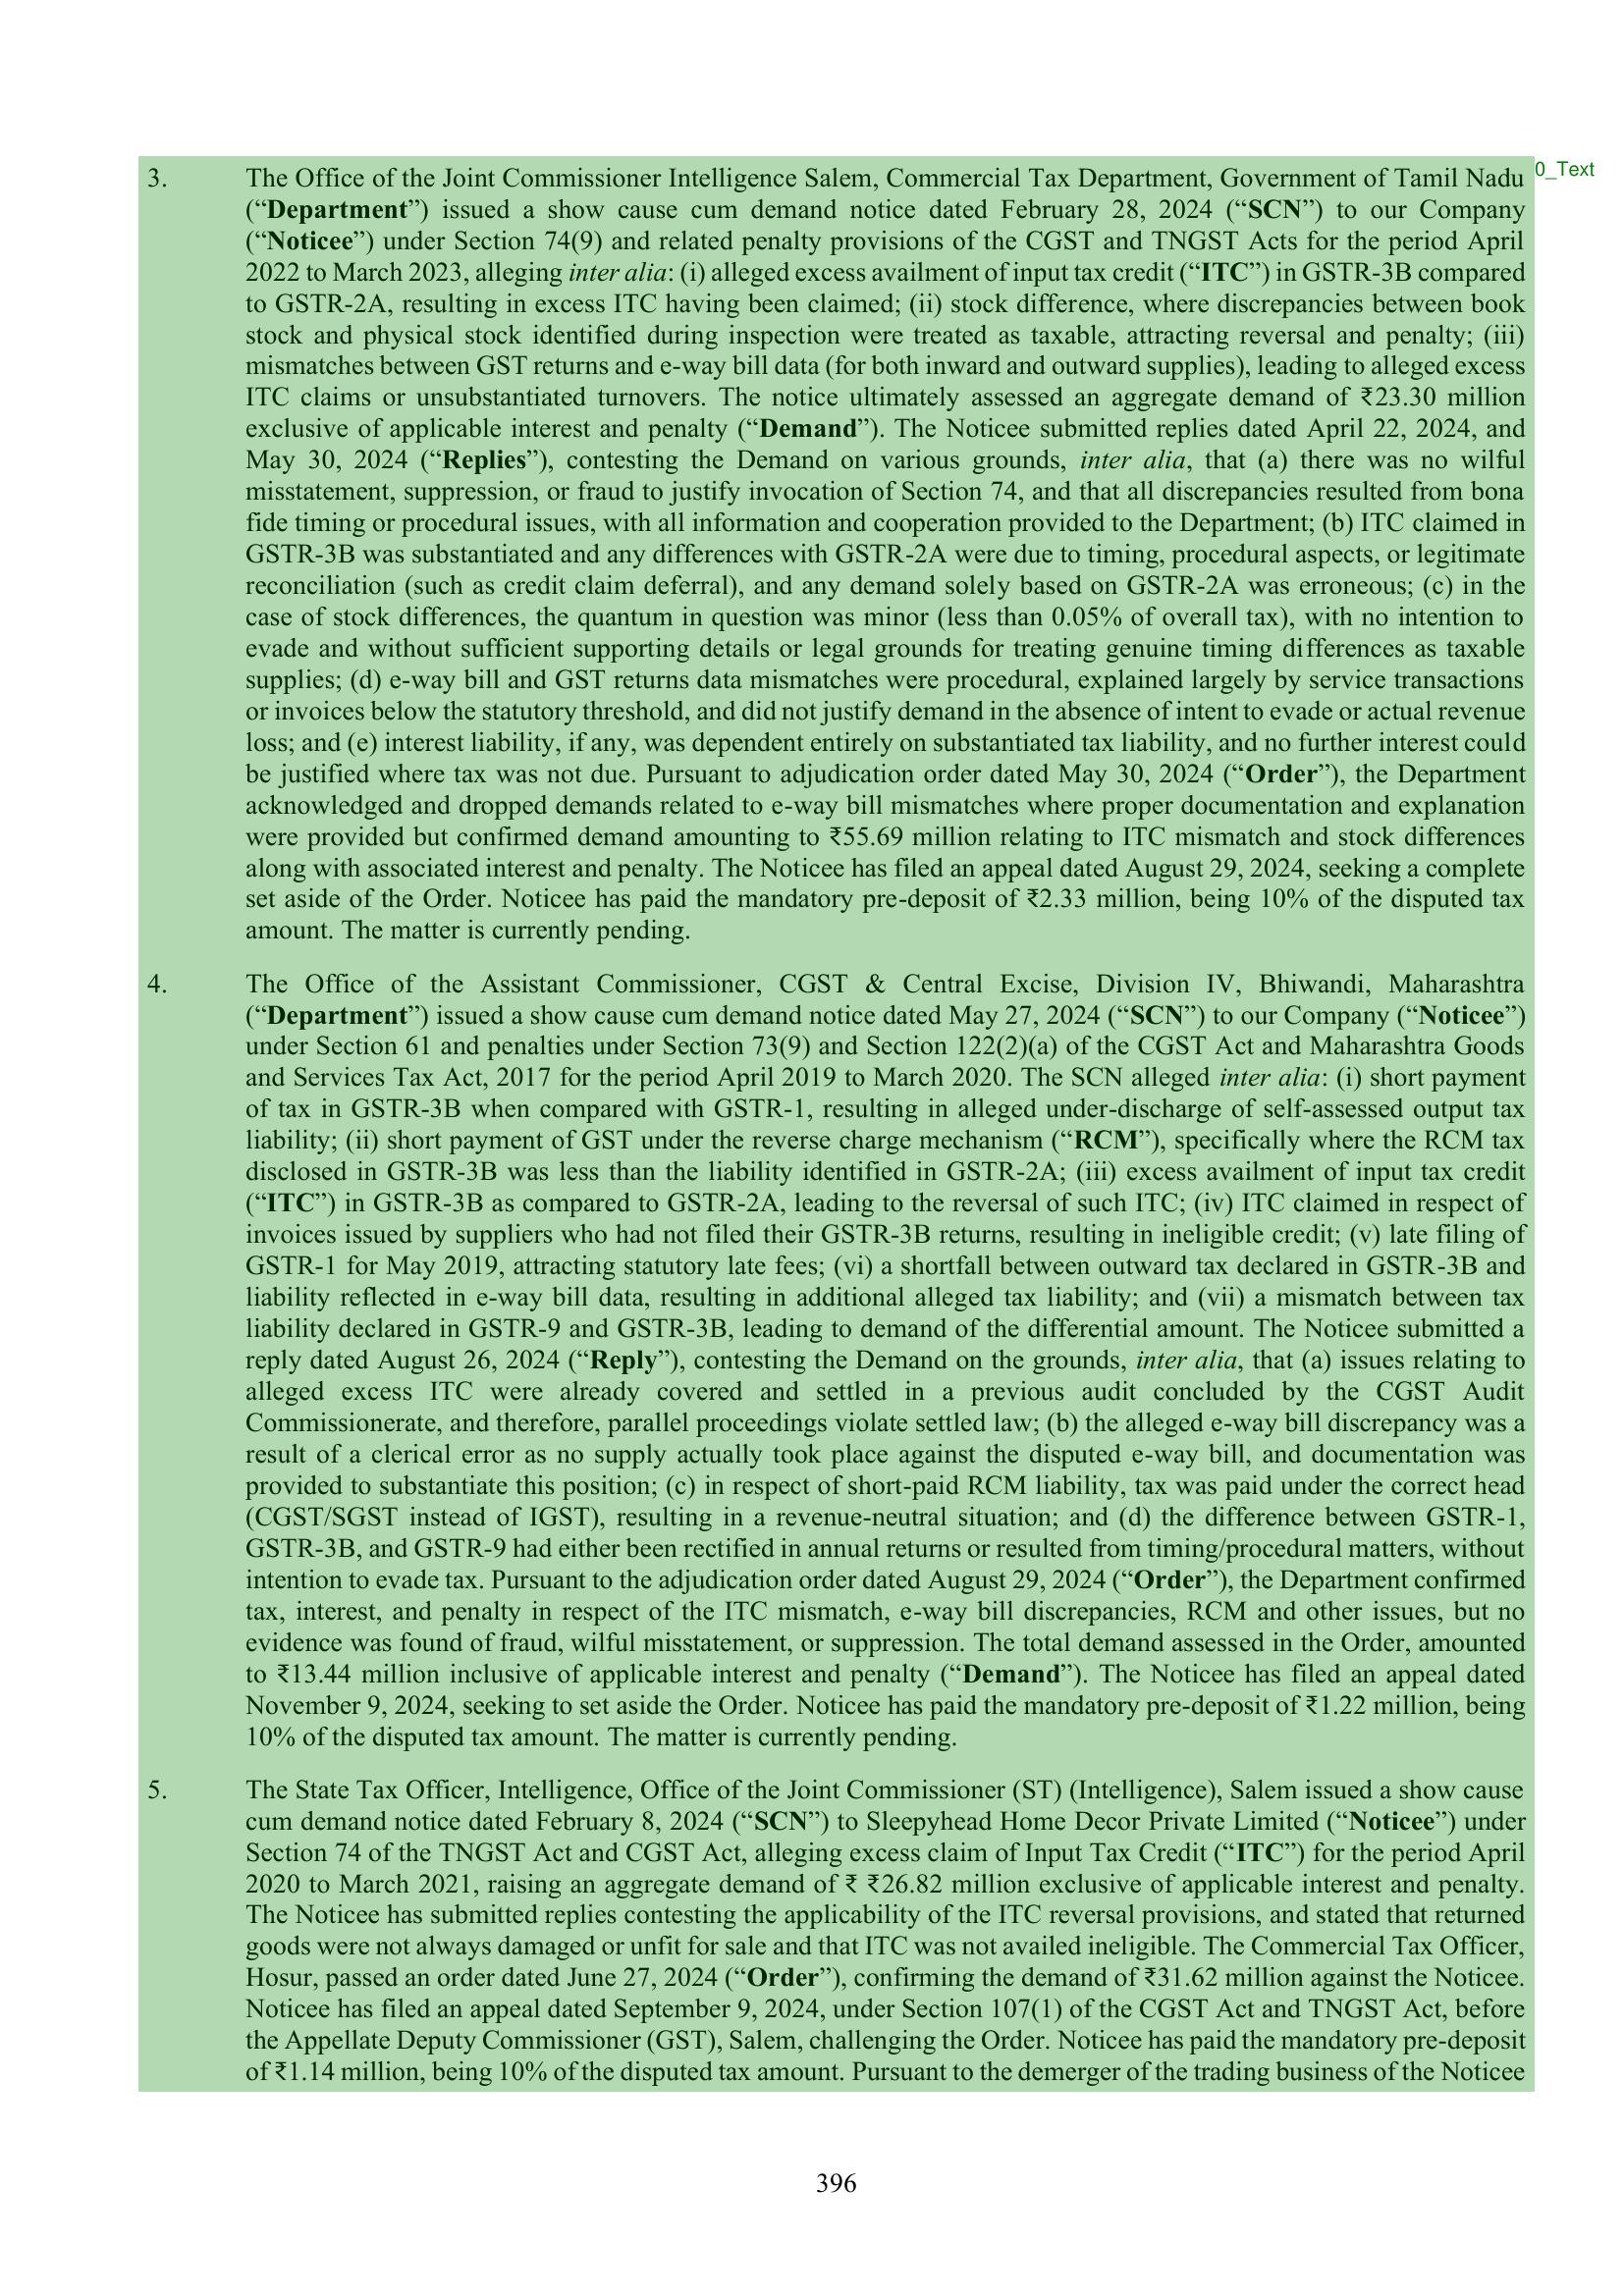 0_Text
3. The Office of the Joint Commissioner Intelligence Salem, Commercial Tax Department, Government of Tamil Nadu
(“Department”) issued a show cause cum demand notice dated February 28, 2024 (“SCN”) to our Company
(“Noticee”) under Section 74(9) and related penalty provisions of the CGST and TNGST Acts for the period April
2022 to March 2023, alleging inter alia: (i) alleged excess availment of input tax credit (“ITC”) in GSTR-3B compared
to GSTR-2A, resulting in excess ITC having been claimed; (ii) stock difference, where discrepancies between book
stock and physical stock identified during inspection were treated as taxable, attracting reversal and penalty; (iii)
mismatches between GST returns and e-way bill data (for both inward and outward supplies), leading to alleged excess
ITC claims or unsubstantiated turnovers. The notice ultimately assessed an aggregate demand of ₹23.30 million
exclusive of applicable interest and penalty (“Demand”). The Noticee submitted replies dated April 22, 2024, and
May 30, 2024 (“Replies”), contesting the Demand on various grounds, inter alia, that (a) there was no wilful
misstatement, suppression, or fraud to justify invocation of Section 74, and that all discrepancies resulted from bona
fide timing or procedural issues, with all information and cooperation provided to the Department; (b) ITC claimed in
GSTR-3B was substantiated and any differences with GSTR-2A were due to timing, procedural aspects, or legitimate
reconciliation (such as credit claim deferral), and any demand solely based on GSTR-2A was erroneous; (c) in the
case of stock differences, the quantum in question was minor (less than 0.05% of overall tax), with no intention to
evade and without sufficient supporting details or legal grounds for treating genuine timing differences as taxable
supplies; (d) e-way bill and GST returns data mismatches were procedural, explained largely by service transactions
or invoices below the statutory threshold, and did not justify demand in the absence of intent to evade or actual revenue
loss; and (e) interest liability, if any, was dependent entirely on substantiated tax liability, and no further interest could
be justified where tax was not due. Pursuant to adjudication order dated May 30, 2024 (“Order”), the Department
acknowledged and dropped demands related to e-way bill mismatches where proper documentation and explanation
were provided but confirmed demand amounting to ₹55.69 million relating to ITC mismatch and stock differences
along with associated interest and penalty. The Noticee has filed an appeal dated August 29, 2024, seeking a complete
set aside of the Order. Noticee has paid the mandatory pre-deposit of ₹2.33 million, being 10% of the disputed tax
amount. The matter is currently pending.
4. The Office of the Assistant Commissioner, CGST & Central Excise, Division IV, Bhiwandi, Maharashtra
(“Department”) issued a show cause cum demand notice dated May 27, 2024 (“SCN”) to our Company (“Noticee”)
under Section 61 and penalties under Section 73(9) and Section 122(2)(a) of the CGST Act and Maharashtra Goods
and Services Tax Act, 2017 for the period April 2019 to March 2020. The SCN alleged inter alia: (i) short payment
of tax in GSTR-3B when compared with GSTR-1, resulting in alleged under-discharge of self-assessed output tax
liability; (ii) short payment of GST under the reverse charge mechanism (“RCM”), specifically where the RCM tax
disclosed in GSTR-3B was less than the liability identified in GSTR-2A; (iii) excess availment of input tax credit
(“ITC”) in GSTR-3B as compared to GSTR-2A, leading to the reversal of such ITC; (iv) ITC claimed in respect of
invoices issued by suppliers who had not filed their GSTR-3B returns, resulting in ineligible credit; (v) late filing of
GSTR-1 for May 2019, attracting statutory late fees; (vi) a shortfall between outward tax declared in GSTR-3B and
liability reflected in e-way bill data, resulting in additional alleged tax liability; and (vii) a mismatch between tax
liability declared in GSTR-9 and GSTR-3B, leading to demand of the differential amount. The Noticee submitted a
reply dated August 26, 2024 (“Reply”), contesting the Demand on the grounds, inter alia, that (a) issues relating to
alleged excess ITC were already covered and settled in a previous audit concluded by the CGST Audit
Commissionerate, and therefore, parallel proceedings violate settled law; (b) the alleged e-way bill discrepancy was a
result of a clerical error as no supply actually took place against the disputed e-way bill, and documentation was
provided to substantiate this position; (c) in respect of short-paid RCM liability, tax was paid under the correct head
(CGST/SGST instead of IGST), resulting in a revenue-neutral situation; and (d) the difference between GSTR-1,
GSTR-3B, and GSTR-9 had either been rectified in annual returns or resulted from timing/procedural matters, without
intention to evade tax. Pursuant to the adjudication order dated August 29, 2024 (“Order”), the Department confirmed
tax, interest, and penalty in respect of the ITC mismatch, e-way bill discrepancies, RCM and other issues, but no
evidence was found of fraud, wilful misstatement, or suppression. The total demand assessed in the Order, amounted
to ₹13.44 million inclusive of applicable interest and penalty (“Demand”). The Noticee has filed an appeal dated
November 9, 2024, seeking to set aside the Order. Noticee has paid the mandatory pre-deposit of ₹1.22 million, being
10% of the disputed tax amount. The matter is currently pending.
5. The State Tax Officer, Intelligence, Office of the Joint Commissioner (ST) (Intelligence), Salem issued a show cause
cum demand notice dated February 8, 2024 (“SCN”) to Sleepyhead Home Decor Private Limited (“Noticee”) under
Section 74 of the TNGST Act and CGST Act, alleging excess claim of Input Tax Credit (“ITC”) for the period April
2020 to March 2021, raising an aggregate demand of ₹ ₹26.82 million exclusive of applicable interest and penalty.
The Noticee has submitted replies contesting the applicability of the ITC reversal provisions, and stated that returned
goods were not always damaged or unfit for sale and that ITC was not availed ineligible. The Commercial Tax Officer,
Hosur, passed an order dated June 27, 2024 (“Order”), confirming the demand of ₹31.62 million against the Noticee.
Noticee has filed an appeal dated September 9, 2024, under Section 107(1) of the CGST Act and TNGST Act, before
the Appellate Deputy Commissioner (GST), Salem, challenging the Order. Noticee has paid the mandatory pre-deposit
of ₹1.14 million, being 10% of the disputed tax amount. Pursuant to the demerger of the trading business of the Noticee
396